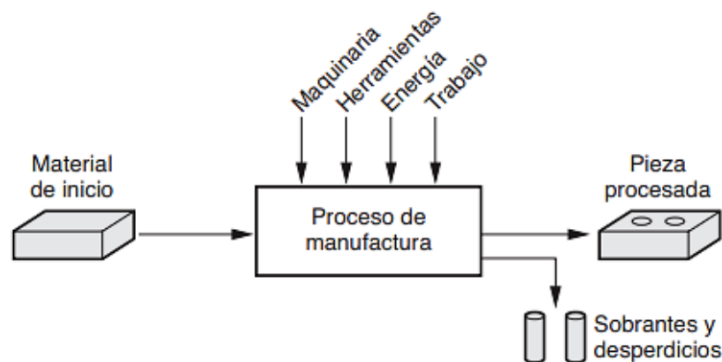 Maquinaria
Herramientas
Energía
Trabajo
Material
de inicio
Proceso de
manufactura
Pieza
procesada
Sobrantes y
desperdicios